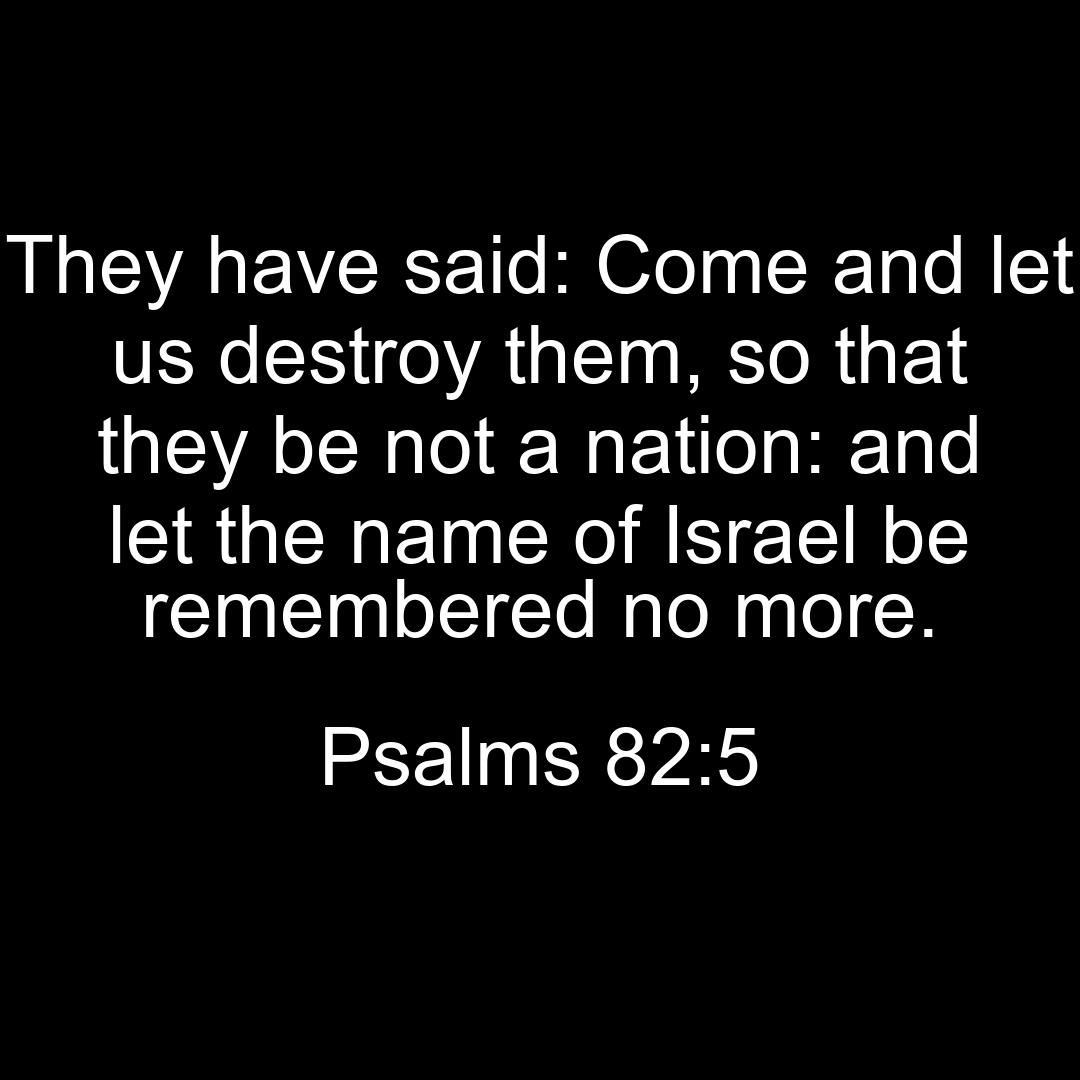 They have said: Come and let
us destroy them, so that
they be not a nation: and
let the name of Israel be
remembered no more.
Psalms 82:5